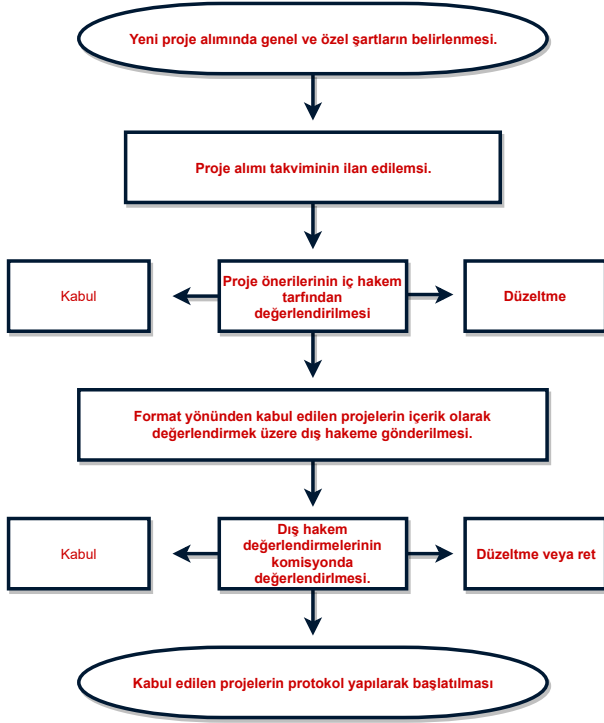 Yeni proje alımında genel ve özel şartların belirlenmesi.
Proje alımı takviminin ilan edilemsi.
Kabul
Proje önerilerinin iç hakem
tarfından
değerlendirilmesi
Düzeltme
Format yönünden kabul edilen projelerin içerik olarak
değerlendirmek üzere dış hakeme gönderilmesi.
Kabul
Dış hakem
değerlendirmelerinin
komisyonda
değerlendirlmesi.
Düzeltme veya ret
Kabul edilen projelerin protokol yapılarak başlatılması